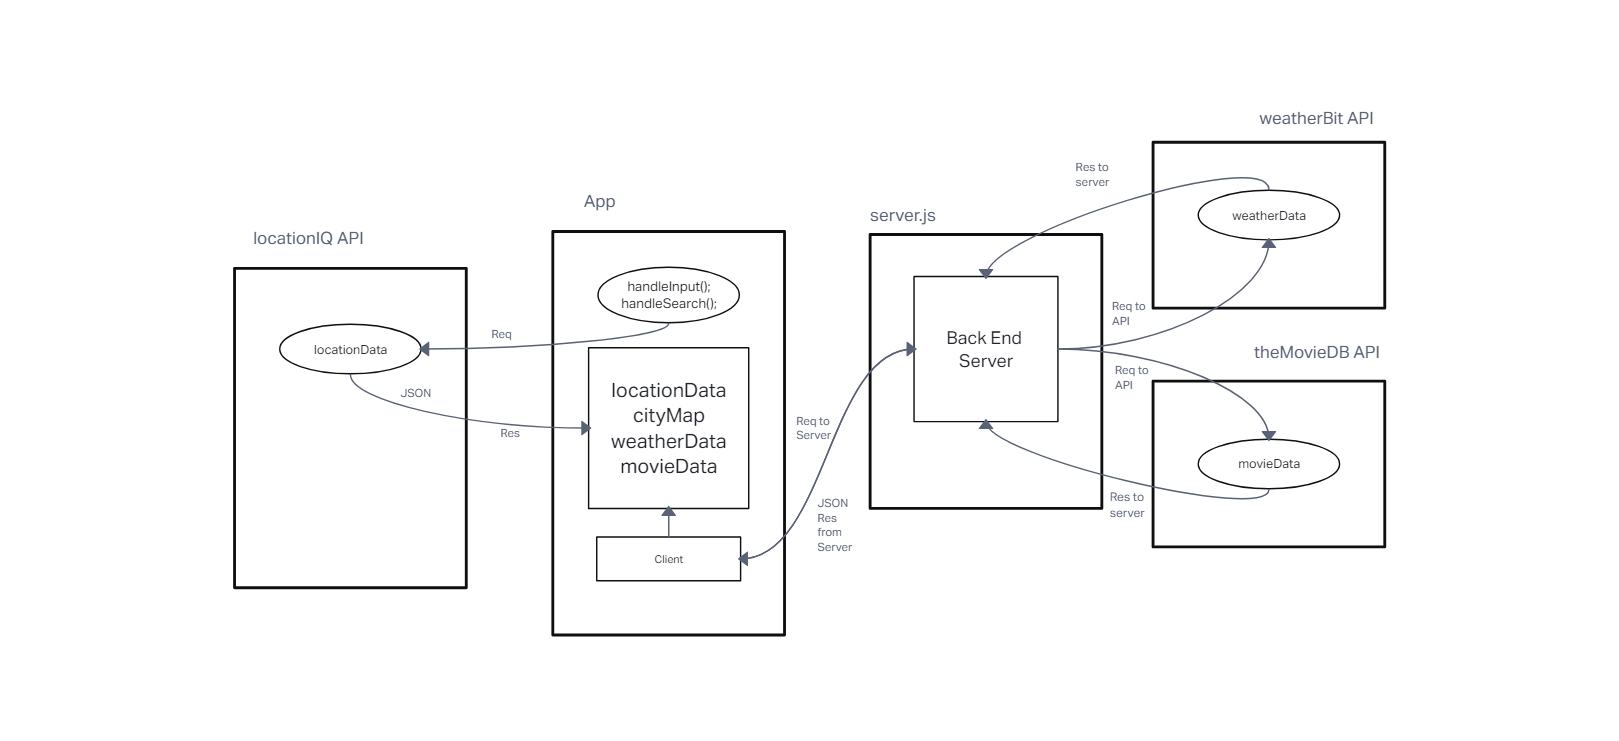 weatherBit API
Res to
server
App
server.js
weatherData
locationIQ API
handleInput();
handleSearch();
Req
locationData
Req to
API
Back End
Server
theMovieDB API
Req to
API
JSON
Res
locationData
cityMap
weatherData
movieData
Req to
Server
movieData
Res to
server
JSON
Res
from
Server
Client